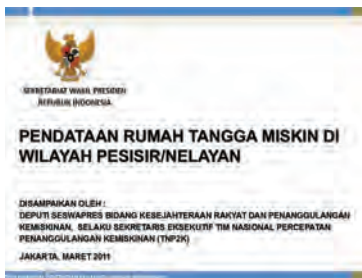 SEKRETARIAT WAKIL PRESIDEN
REPUBLIK INDONESIA
PENDATAAN RUMAH TANGGA MISKIN DI
WILAYAH PESISIR/NELAYAN
DISAMPAIKAN OLEH :
DEPUTI SESWAPRES BIDANG KESEJAHTERAAN RAKYAT DAN PENANGGULANGAN
KEMISKINAN, SELAKU SEKRETARIS EKSEKUTIF TIM NASIONAL PERCEPATAN
PENANGGULANGAN KEMISKINAN (TNP2K)
JAKARTA, MARET 2011